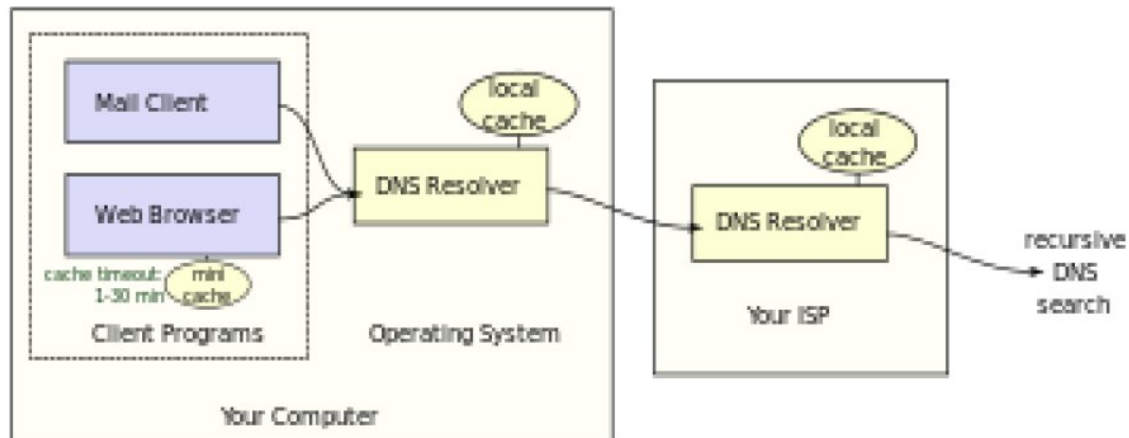 Mail Client
Web Browser
cache timeout:
1-30 min
mini
cache
Client Programs
local
cache
DNS Resolver
Operating System
Your Computer
local
cache
DNS Resolver
Your ISP
recursive
DNS
search